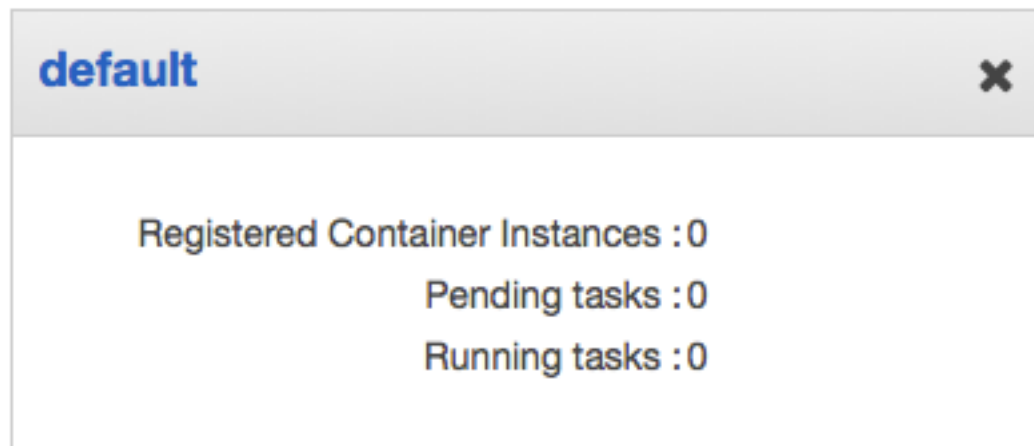 default
Registered Container Instances :0
Pending tasks :0
Running tasks :0